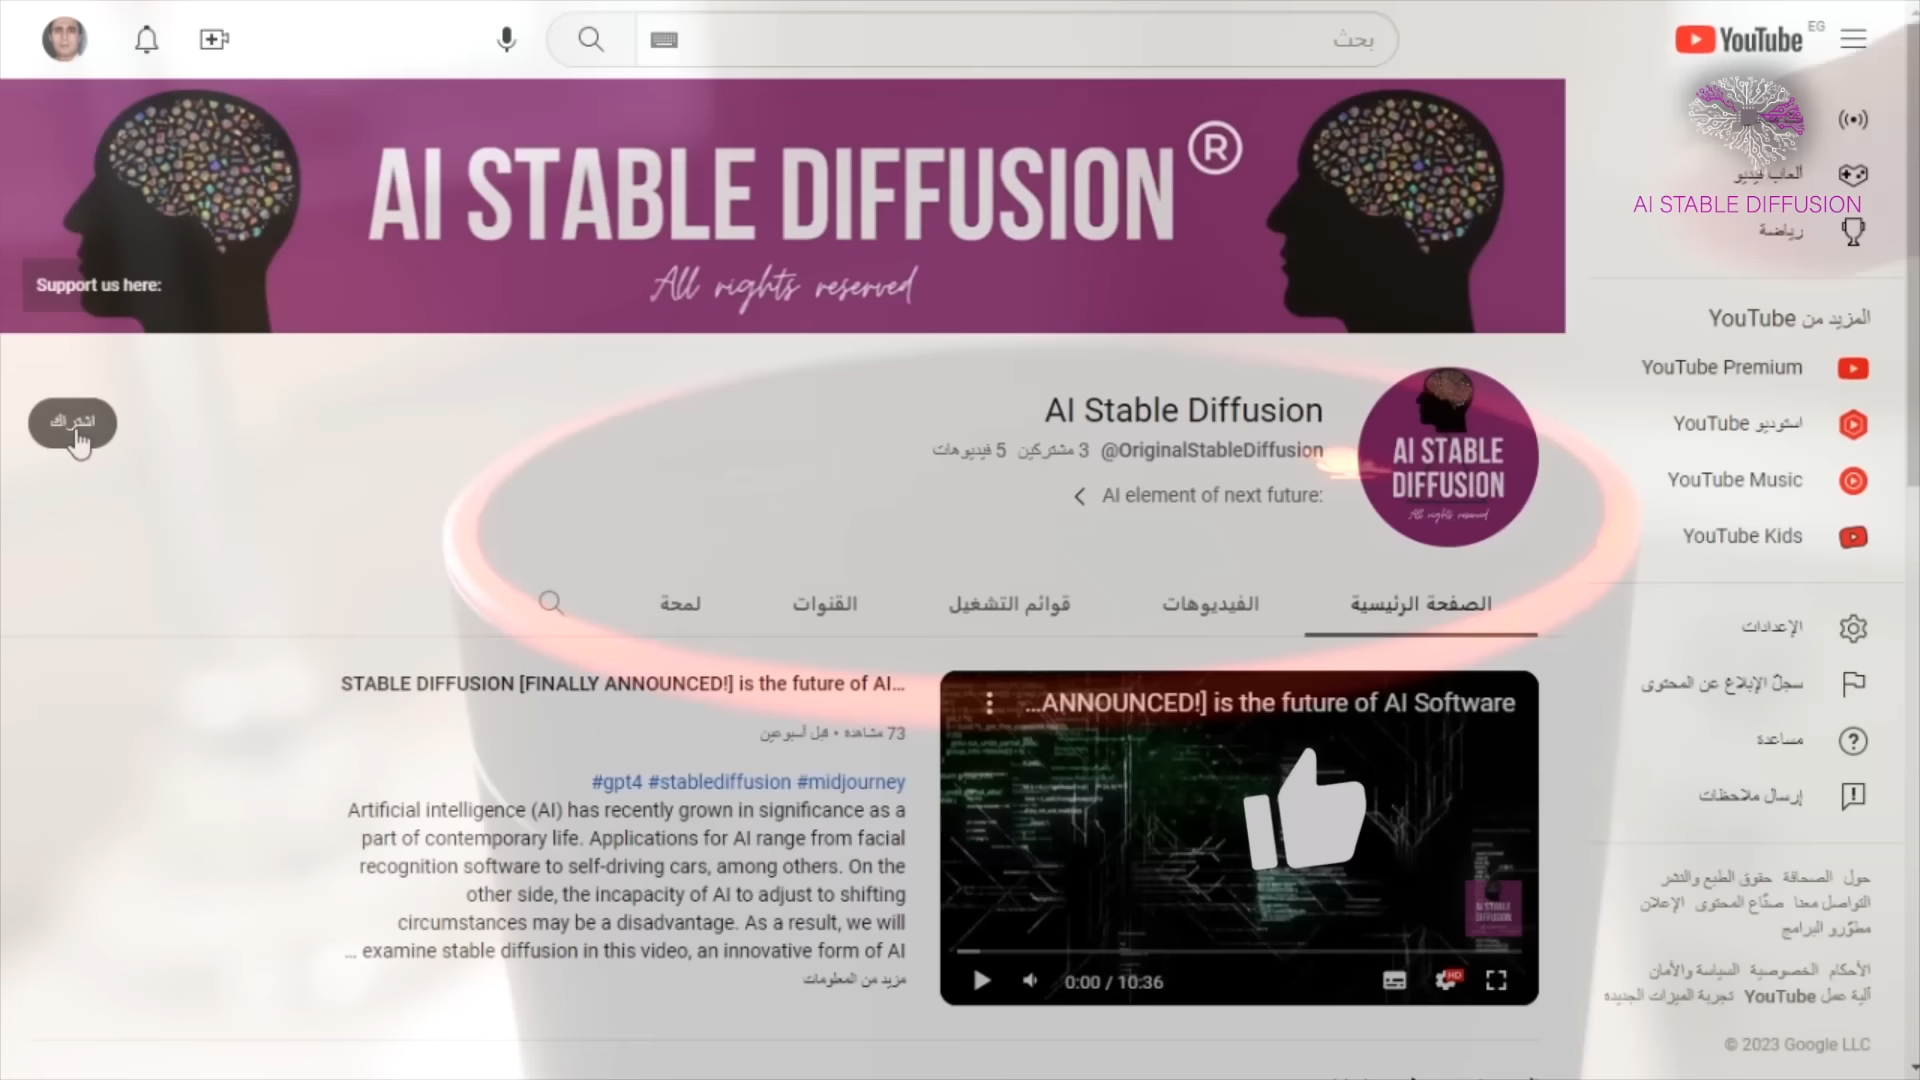 بحث
YouTube EG
AI STABLE DIFFUSION®
All rights reserved
Support us here:
ألعاب فيديو
AI STABLE DIFFUSION
رياضة
المزيد من YouTube
YouTube Premium
استوديو YouTube
YouTube Music
YouTube Kids
الإعدادات
سجلّ الإبلاغ عن المحتوى
مساعدة
إرسال ملاحظات
حول الصحافة حقوق الطبع والنشر
التواصل معنا صنّاع المحتوى الإعلان
مطوّرو البرامج
الأحكام الخصوصية السياسة والأمان
آلية عمل YouTube تجربة الميزات الجديدة
© 2023 Google LLC
اشتراك
AI Stable Diffusion
@OriginalStableDiffusion 3 مشتركين 5 فيديوهات
AI element of next future:
AI STABLE
DIFFUSION
All rights reserved
الصفحة الرئيسية
الفيديوهات
قوائم التشغيل
القنوات
لمحة
...ANNOUNCED!] is the future of AI Software
AI STABLE
DIFFUSION
0:00 / 10:36
HD
STABLE DIFFUSION [FINALLY ANNOUNCED!] is the future of AI...
73 مشاهدة • قبل أسبوعين
#gpt4 #stablediffusion #midjourney
Artificial intelligence (AI) has recently grown in significance as a
part of contemporary life. Applications for AI range from facial
recognition software to self-driving cars, among others. On the
other side, the incapacity of AI to adjust to shifting
circumstances may be a disadvantage. As a result, we will
... examine stable diffusion in this video, an innovative form of AI
مزيد من المعلومات